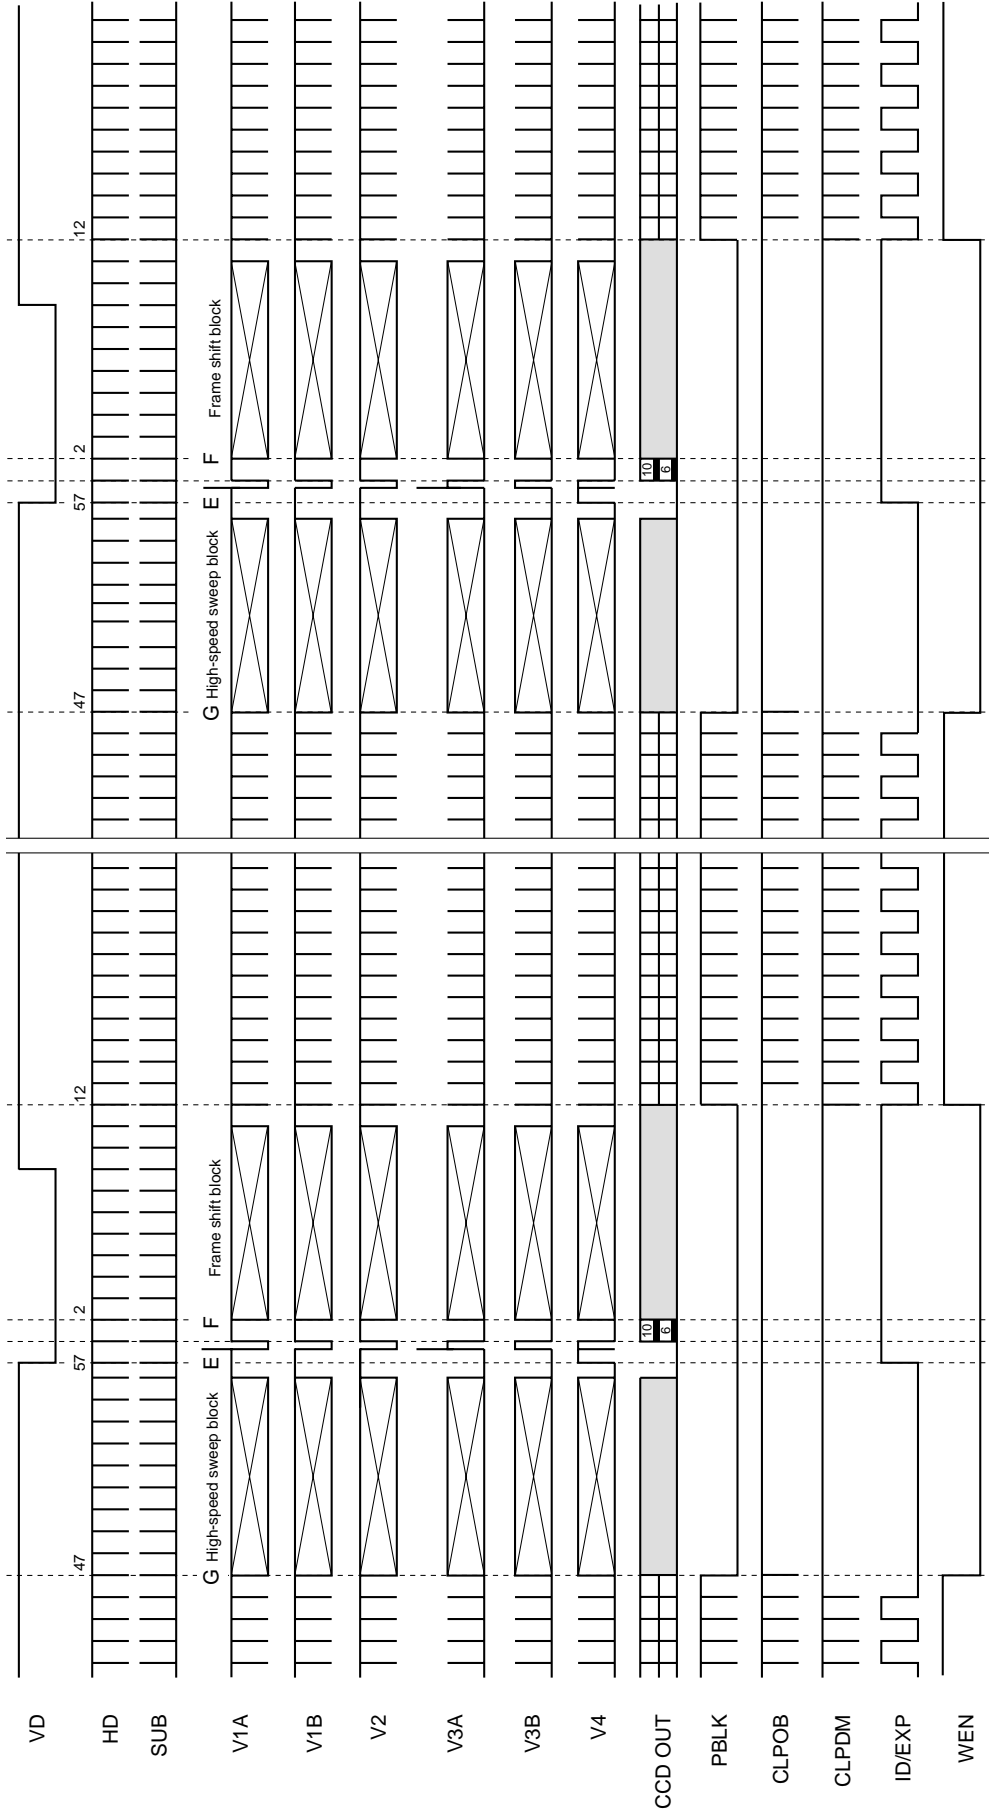 VD
HD
SUB
V1A
V1B
V2
V3A
V3B
V4
CCD OUT
PBLK
CLPOB
CLPDM
ID/EXP
WEN
47
57
2
12
47
57
2
12
G High-speed sweep block
E
F
Frame shift block
G High-speed sweep block
E
F
Frame shift block
10
6
10
6